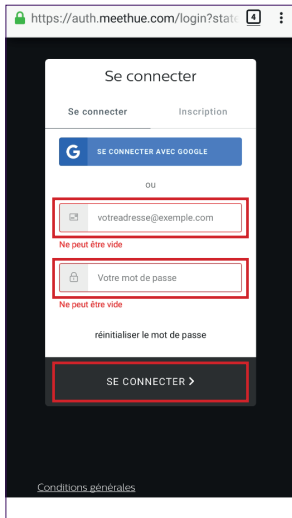 https://auth.meethue.com/login?state
4
Se connecter
Se connecter
Inscription
G
SE CONNECTER AVEC GOOGLE
ou
votreadresse@exemple.com
Ne peut être vide
Votre mot de passe
Ne peut être vide
réinitialiser le mot de passe
SE CONNECTER >
Conditions générales